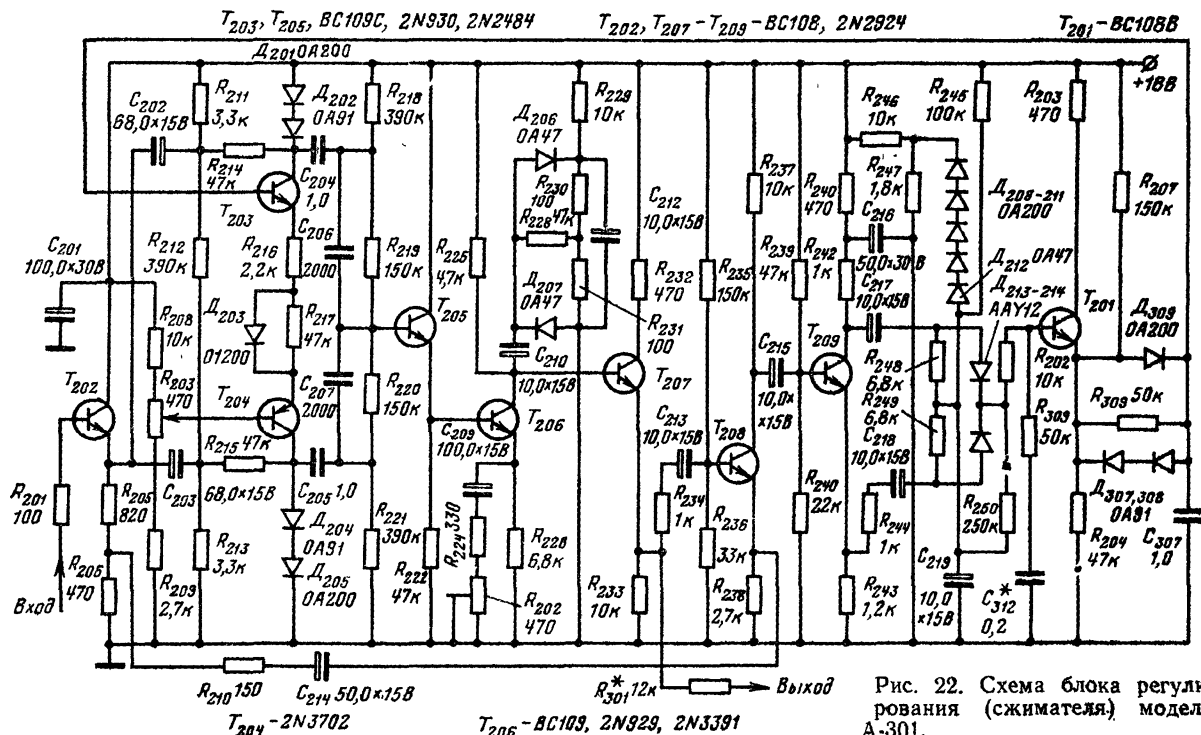 T203, T205, BC109C, 2N930, 2N2484
T202, T207 - T209 - BC108, 2N2924
T201 - BC108B
Д201 0A200
+18В
C202
68,0×15В
R211
3,3к
Д202
0A91
R218
390к
R229
10к
Д206
0A47
R246
10к
R245
100к
R203
470
R214
47к
C204
1,0
T203
R230
100
R228 47к
C212
10,0×15В
R237
10к
R240
470
R247
1,8к
C216
50,0×30В
Д208-211
0A200
R207
150к
C201
100,0×30В
R212
390к
R216
2,2к
C206
2000
R219
150к
R225
4,7к
Д207
0A47
R232
470
R239
47к
R235
150к
R242
1к
C217
10,0×15В
Д212 0A47
Д213-214
AAY12
T201
R208
10к
Д203
01200
R217
47к
T205
R231
100
C210
10,0×15В
C215
10,0×
×15В
T209
R248
6,8к
R202
10к
Д309
0A200
T202
R203
470
T204
C207
2000
R220
150к
T206
T207
R249
6,8к
R309 50к
R309
50к
R215 47к
C209
100,0×15В
C213
10,0×15В
T208
C218
10,0×15В
R201
100
R205
820
C203
68,0×15В
C205 1,0
R234
1к
R240
22к
R244
1к
R250
250к
Д307,308
0A91
R213
3,3к
Д204
0A91
R221
390к
R224 330
R226
6,8к
R236
33к
R204
47к
C307
1,0
R206
470
Вход
R209
2,7к
Д205
0A200
R222
47к
R202
470
R233
10к
R238
2,7к
R243
1,2к
C219
10,0
×15В
C312*
0,2
R210 150
C214 50,0×15В
R301* 12к
Выход
T204 - 2N3702
T206 - BC109, 2N929, 2N3391
Рис. 22. Схема блока регули
рования (сжимателя) модел
А-301.